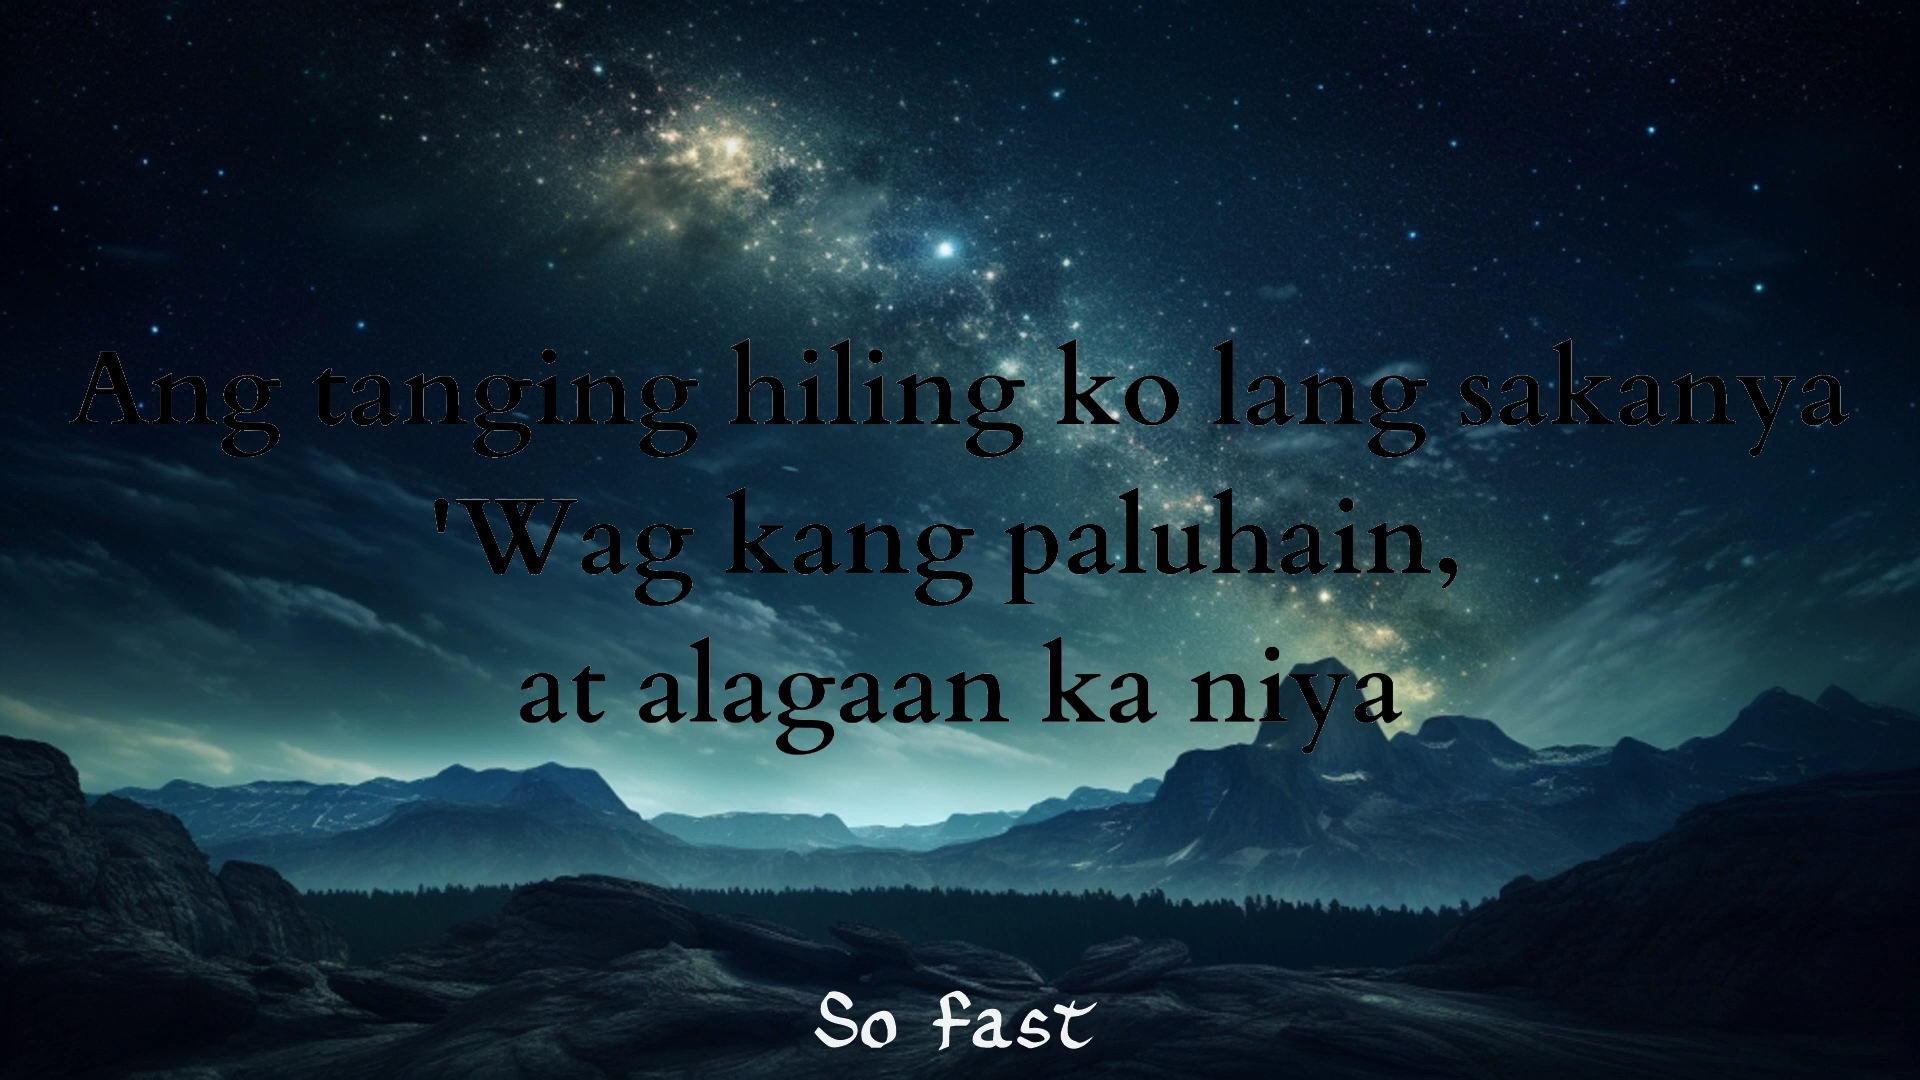 Ang tanging hiling ko lang sakanya
'Wag kang paluhain,
at alagaan ka niya
So fast